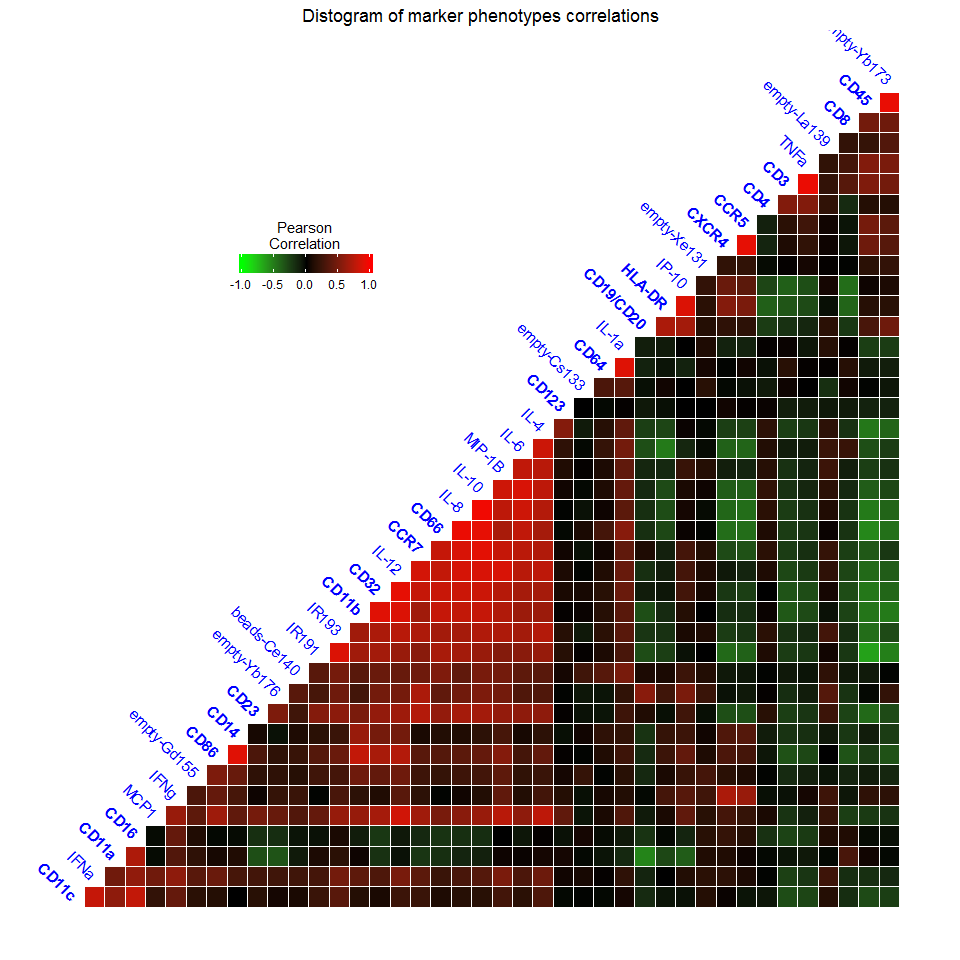 Distogram of marker phenotypes correlations
mpty-Yb173
CD45
empty-La139
CD8
TNFa
CD3
CD4
empty-Xe131
CCR5
CXCR4
Pearson
Correlation
-1.0 -0.5 0.0 0.5 1.0
IP-10
HLA-DR
CD19/CD20
IL-1a
empty-Cs133
CD64
CD123
IL-4
IL-6
MIP-1B
IL-10
IL-8
CD66
CCR7
IL-12
CD32
CD11b
IR193
beads-Ce140
IR191
empty-Yb176
CD23
empty-Gd155
CD14
CD86
IFNg
MCP1
CD16
CD11a
IFNa
CD11c